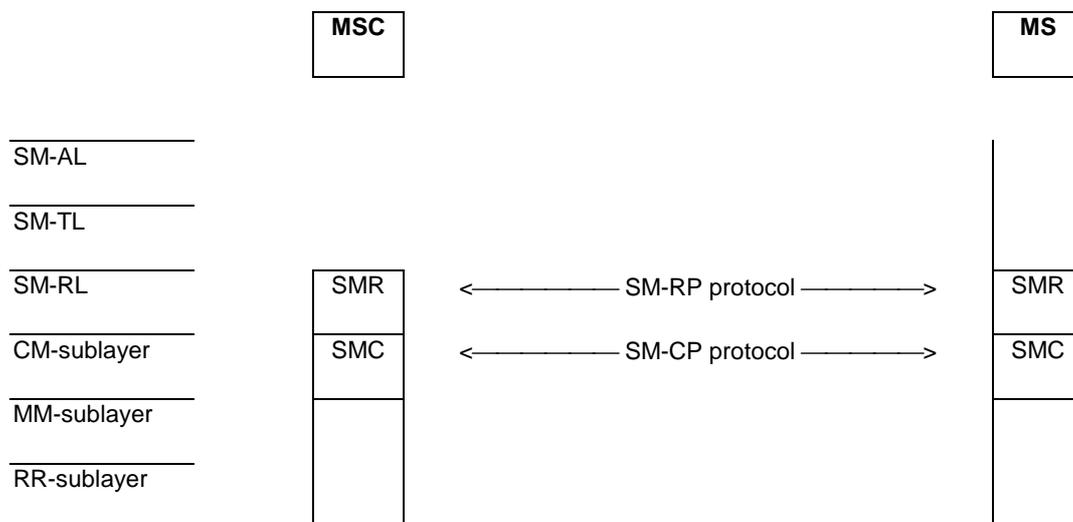 MSC MS
SM-AL
SM-TL
SM-RL SMR <——————— SM-RP protocol ———————> SMR
CM-sublayer SMC <——————— SM-CP protocol ———————> SMC
MM-sublayer
RR-sublayer